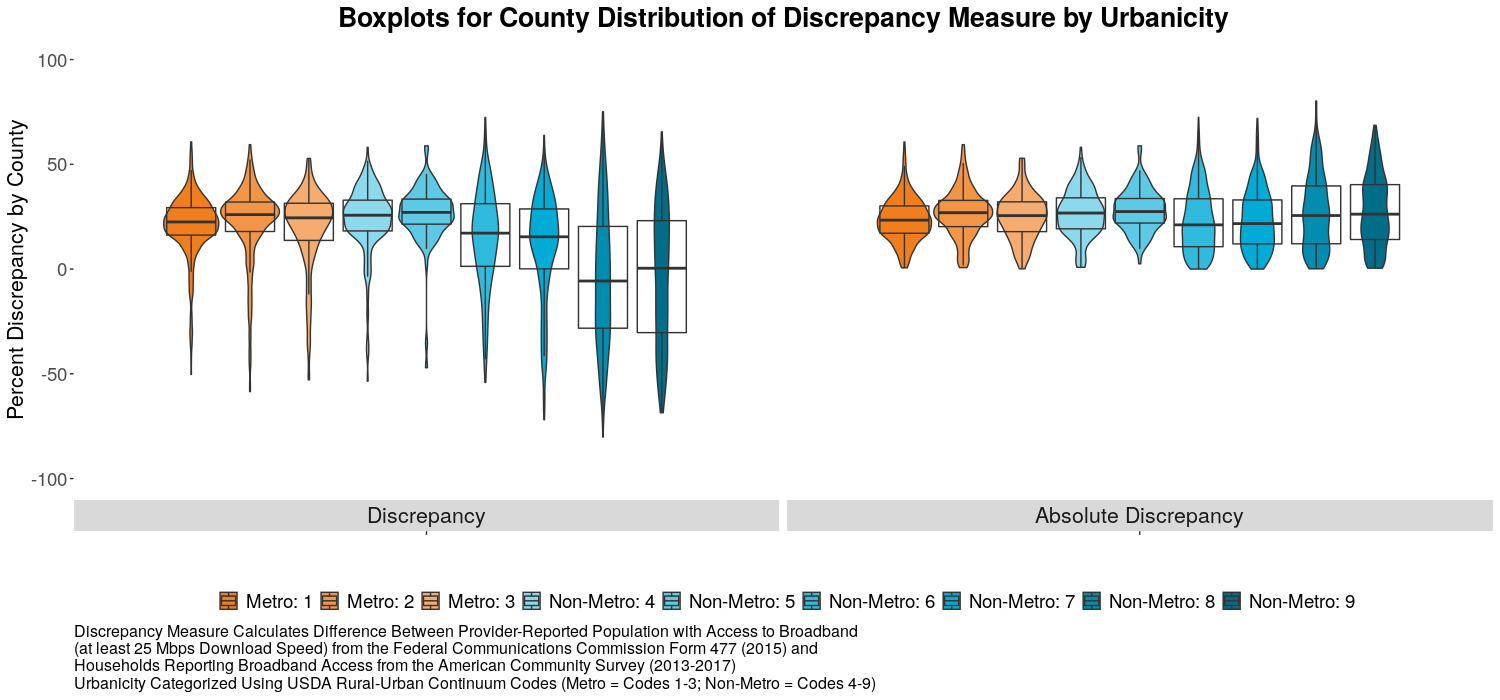 Boxplots for County Distribution of Discrepancy Measure by Urbanicity
Percent Discrepancy by County
100
50
0
-50
-100
Discrepancy
Absolute Discrepancy
Metro: 1 Metro: 2 Metro: 3 Non-Metro: 4 Non-Metro: 5 Non-Metro: 6 Non-Metro: 7 Non-Metro: 8 Non-Metro: 9
Discrepancy Measure Calculates Difference Between Provider-Reported Population with Access to Broadband
(at least 25 Mbps Download Speed) from the Federal Communications Commission Form 477 (2015) and
Households Reporting Broadband Access from the American Community Survey (2013-2017)
Urbanicity Categorized Using USDA Rural-Urban Continuum Codes (Metro = Codes 1-3; Non-Metro = Codes 4-9)